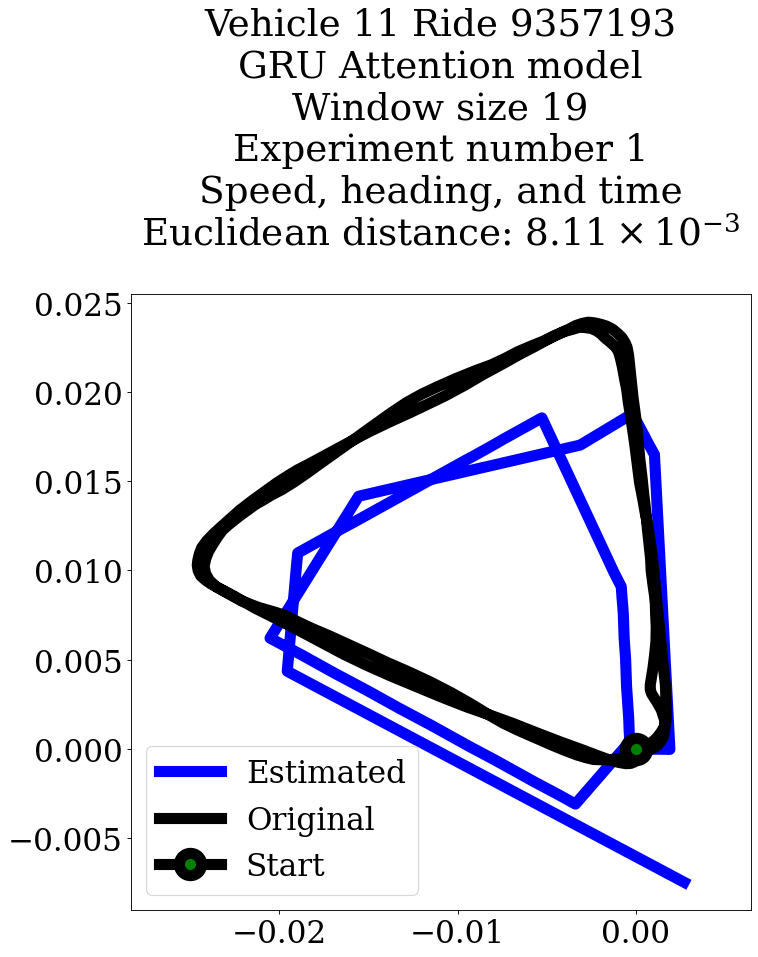 Vehicle 11 Ride 9357193
GRU Attention model
Window size 19
Experiment number 1
Speed, heading, and time
Euclidean distance: 8.11 × 10⁻³
0.025
0.020
0.015
0.010
0.005
0.000
−0.005
Estimated
Original
Start
−0.02
−0.01
0.00